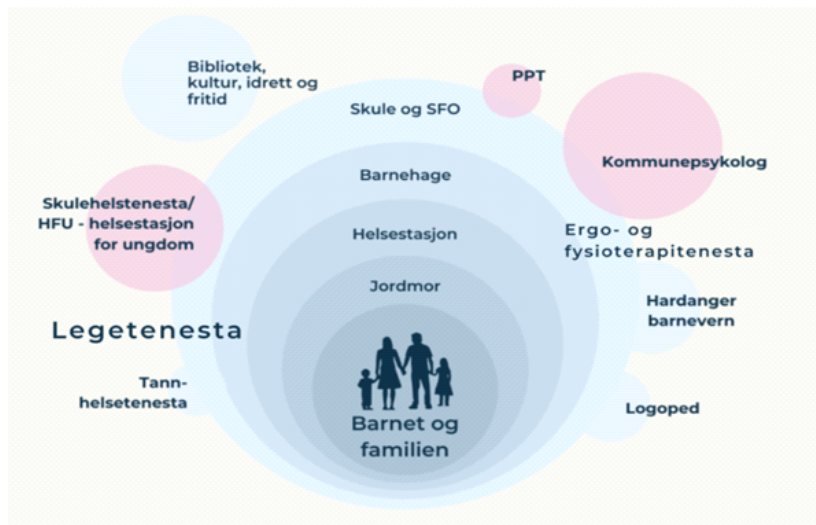 Bibliotek,
kultur, idrett og
fritid
PPT
Skule og SFO
Kommunepsykolog
Barnehage
Skulehelstenesta/
HFU - helsestasjon
for ungdom
Helsestasjon
Ergo- og
fysioterapitenesta
Jordmor
Hardanger
barnevern
Legetenesta
Tann-
helsetenesta
Logoped
Barnet og
familien